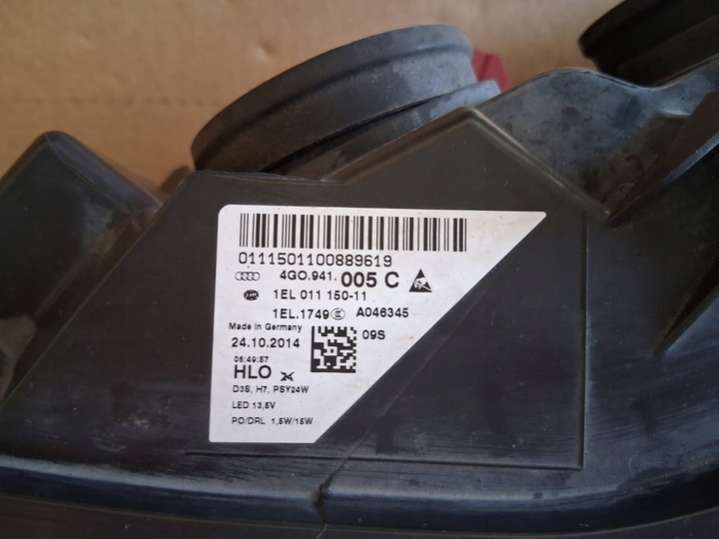 0111501100889619
4G0.941. 005 C
1EL 011 150-11
1EL.1749 A046345
Made in Germany
09S
24.10.2014
06:49:57
HLO
D3S, H7, PSY24W
LED 13,5V
PO/DRL 1,5W/15W